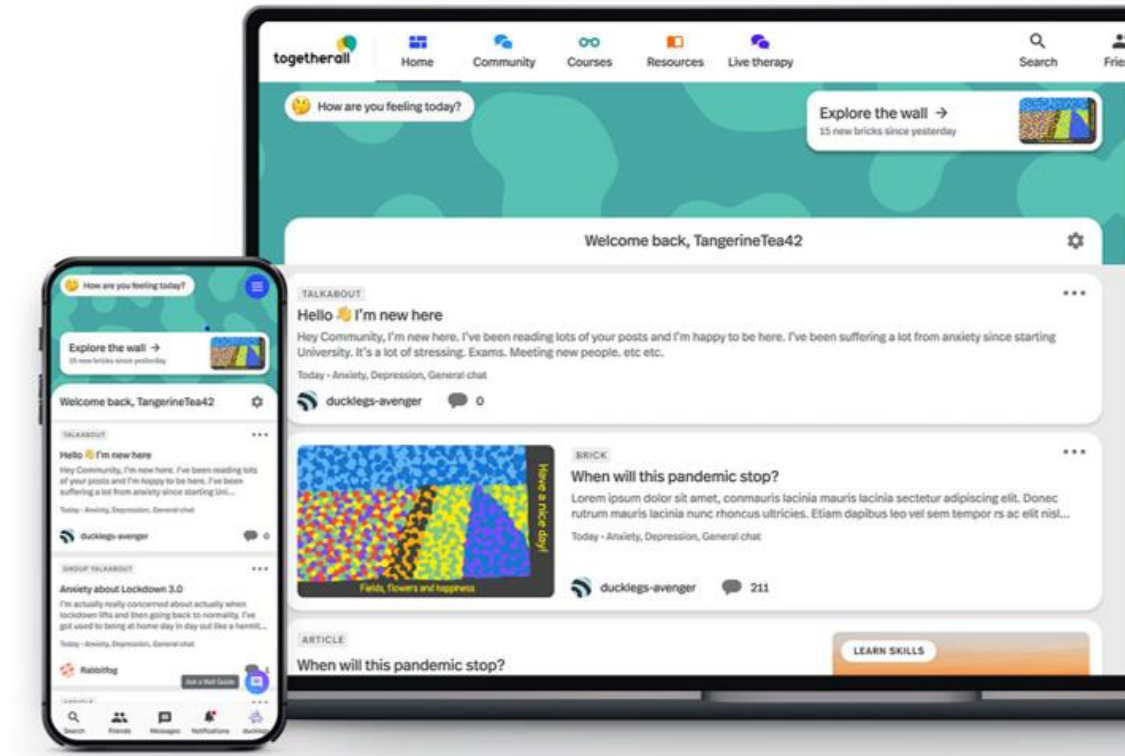 togetherall
Home
Community
Courses
Resources
Live therapy
Search
How are you feeling today?
Explore the wall →
15 new bricks since yesterday
Welcome back, TangerineTea42
TALKABOUT
Hello 👋 I'm new here
Hey Community, I'm new here. I've been reading lots of your posts and I'm happy to be here. I've been suffering a lot from anxiety since starting
University. It's a lot of stressing. Exams. Meeting new people. etc etc.
Today - Anxiety, Depression, General chat
ducklegs-avenger
0
Have a nice day!
Fields, flowers and happiness
BRICK
When will this pandemic stop?
Lorem ipsum dolor sit amet, conmauris lacinia mauris lacinia sectetur adipiscing elit. Donec
rutrum mauris lacinia nunc rhoncus ultricies. Etiam dapibus leo vel sem tempor rs ac elit nisl...
Today - Anxiety, Depression, General chat
ducklegs-avenger
211
ARTICLE
When will this pandemic stop?
LEARN SKILLS
How are you feeling today?
Explore the wall →
15 new bricks since yesterday
Welcome back, TangerineTea42
TALKABOUT
Hello 👋 I'm new here
Hey Community, I'm new here. I've been reading lots
of your posts and I'm happy to be here. I've been
suffering a lot from anxiety since starting Uni...
Today - Anxiety, Depression, General chat
ducklegs-avenger
0
GROUP TALKABOUT
Anxiety about Lockdown 3.0
I'm actually really concerned about actually when
lockdown lifts and then going back to normality. I've
got used to being at home day in day out like a hermit...
Today - Anxiety, Depression, General chat
Rabbitfog
1
Ask a Wall Guide
Search
Friends
Messages
Notifications